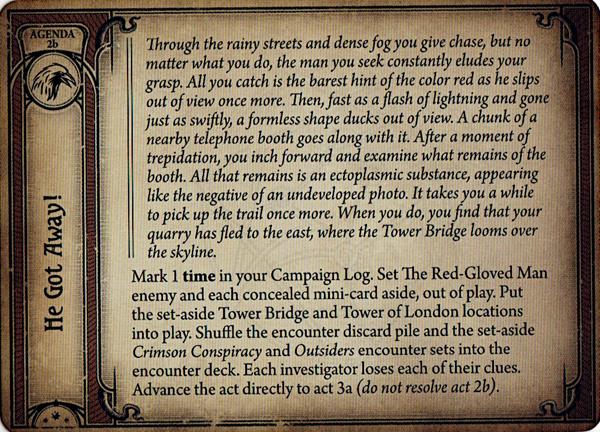 AGENDA
2b
He Got Away!
Through the rainy streets and dense fog you give chase, but no
matter what you do, the man you seek constantly eludes your
grasp. All you catch is the barest hint of the color red as he slips
out of view once more. Then, fast as a flash of lightning and gone
just as swiftly, a formless shape ducks out of view. A chunk of a
nearby telephone booth goes along with it. After a moment of
trepidation, you inch forward and examine what remains of the
booth. All that remains is an ectoplasmic substance, appearing
like the negative of an undeveloped photo. It takes you a while
to pick up the trail once more. When you do, you find that your
quarry has fled to the east, where the Tower Bridge looms over
the skyline.
Mark 1 time in your Campaign Log. Set The Red-Gloved Man
enemy and each concealed mini-card aside, out of play. Put
the set-aside Tower Bridge and Tower of London locations
into play. Shuffle the encounter discard pile and the set-aside
Crimson Conspiracy and Outsiders encounter sets into the
encounter deck. Each investigator loses each of their clues.
Advance the act directly to act 3a (do not resolve act 2b).